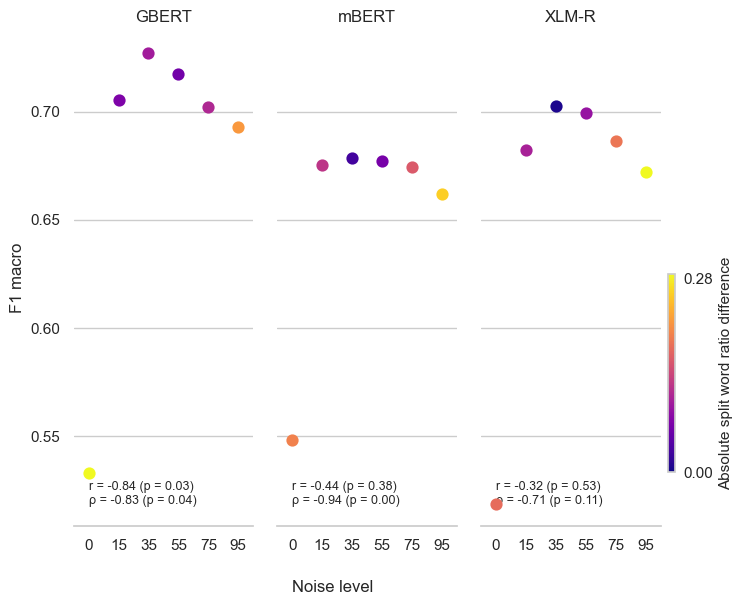 GBERT mBERT XLM-R
0.70
0.65
0.60
0.55
F1 macro
r = -0.84 (p = 0.03)
ρ = -0.83 (p = 0.04)
r = -0.44 (p = 0.38)
ρ = -0.94 (p = 0.00)
r = -0.32 (p = 0.53)
ρ = -0.71 (p = 0.11)
0 15 35 55 75 95
0 15 35 55 75 95
0 15 35 55 75 95
Noise level
0.28
0.00
Absolute split word ratio difference